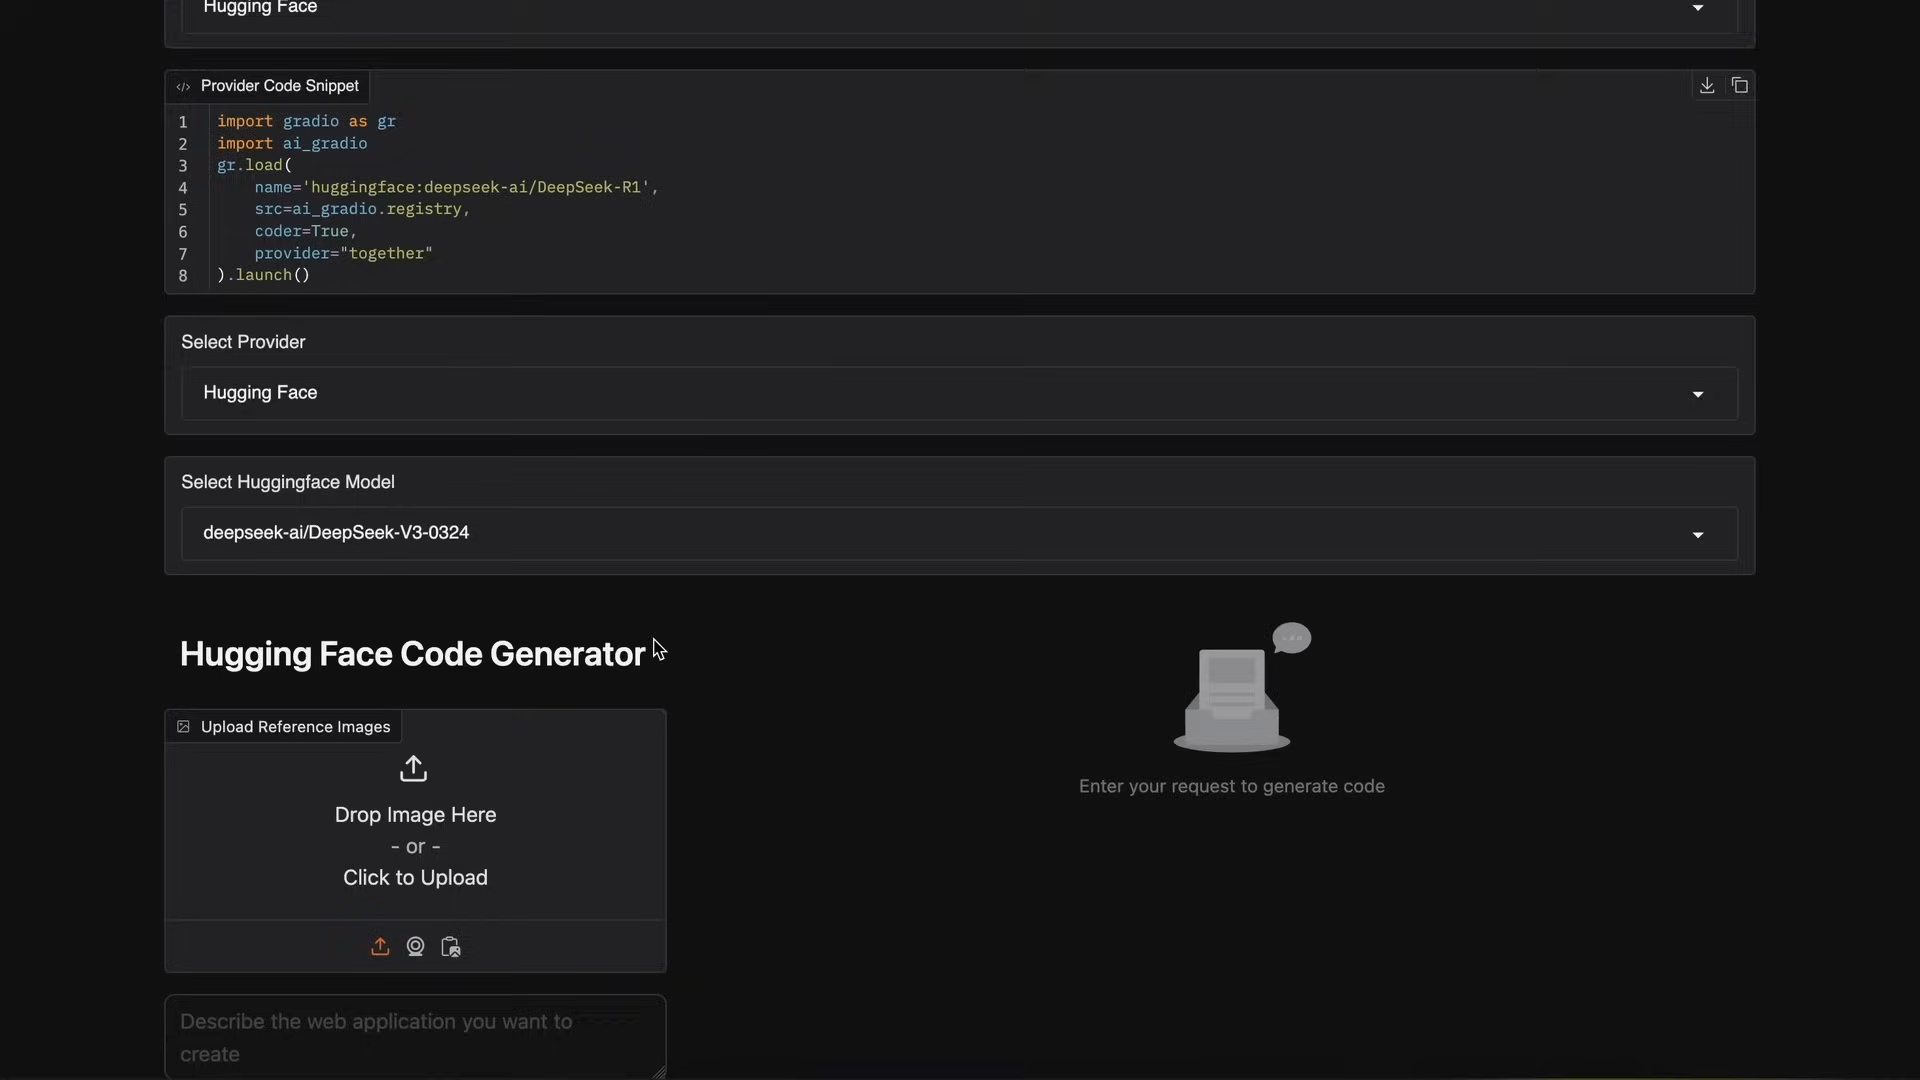 Hugging Face
Provider Code Snippet
1 import gradio as gr
2 import ai_gradio
3 gr.load(
4     name='huggingface:deepseek-ai/DeepSeek-R1',
5     src=ai_gradio.registry,
6     coder=True,
7     provider="together"
8 ).launch()
Select Provider
Hugging Face
Select Huggingface Model
deepseek-ai/DeepSeek-V3-0324
Hugging Face Code Generator
Upload Reference Images
Drop Image Here
- or -
Click to Upload
Enter your request to generate code
Describe the web application you want to
create